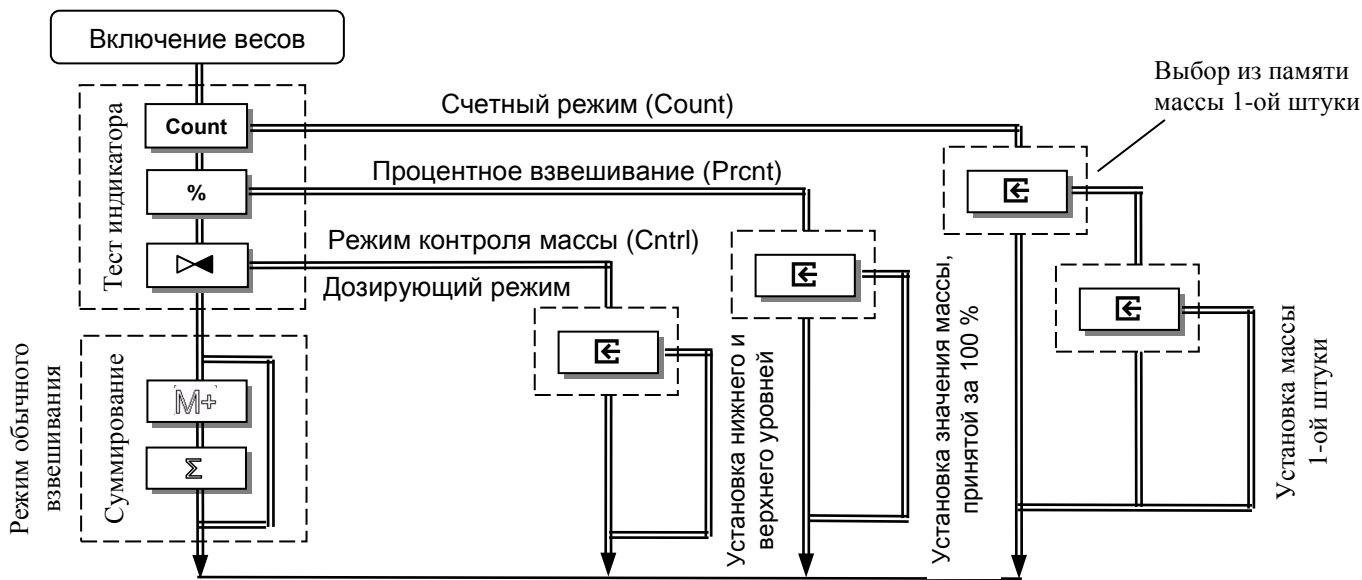 Включение весов
Выбор из памяти
массы 1-ой штуки
Счетный режим (Count)
Count
Процентное взвешивание (Prcnt)
%
Режим контроля массы (Cntrl)
Дозирующий режим
Тест индикатора
Режим обычного
взвешивания
Суммирование
M+
Σ
Установка нижнего и
верхнего уровней
Установка значения массы,
принятой за 100 %
Установка массы
1-ой штуки